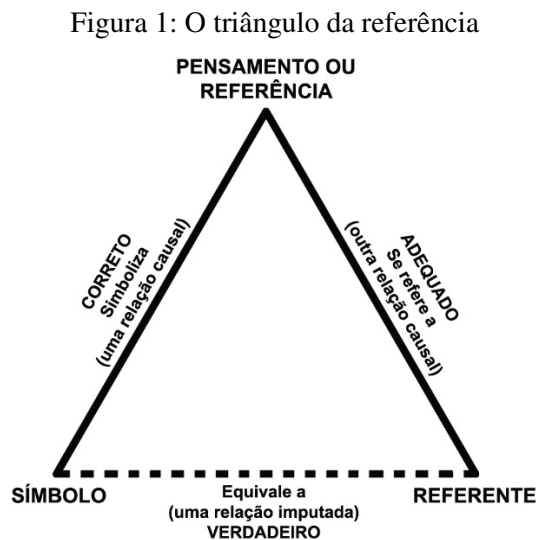 Figura 1: O triângulo da referência
PENSAMENTO OU
REFERÊNCIA
CORRETO
Simboliza
(uma relação causal)
ADEQUADO
Se refere a
(outra relação causal)
SÍMBOLO
Equivale a
(uma relação imputada)
VERDADEIRO
REFERENTE